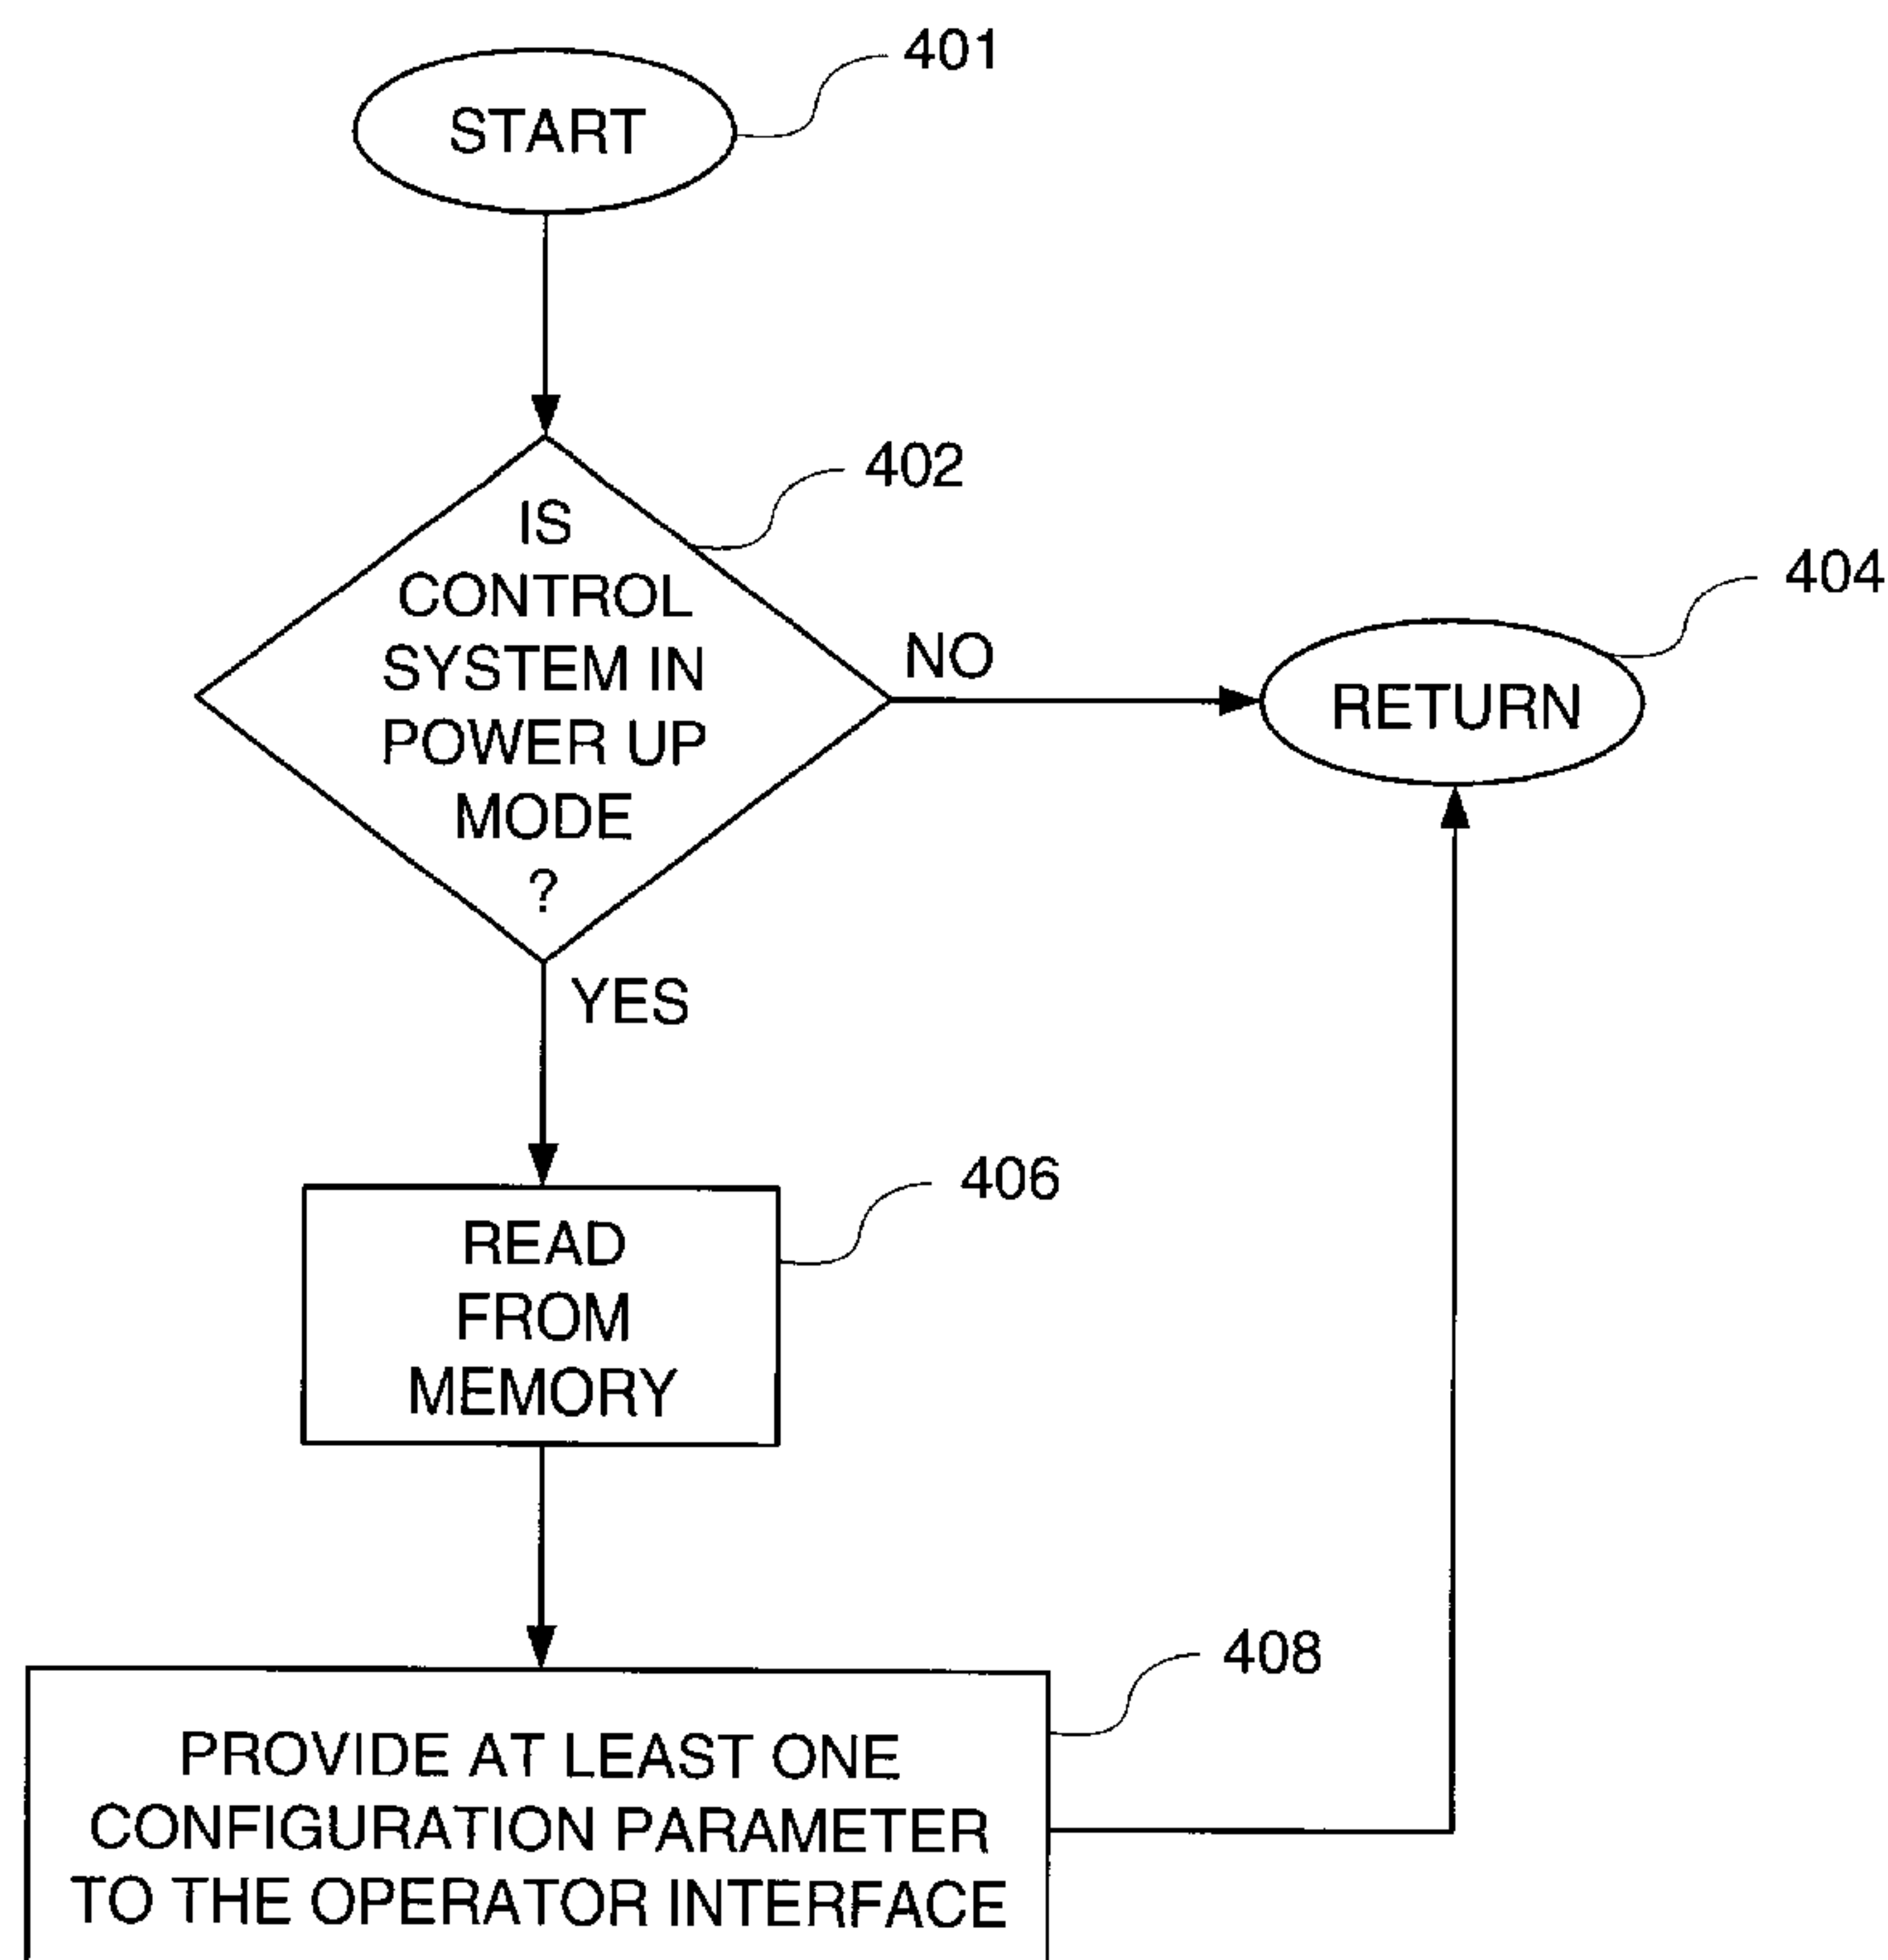 401
START
402
IS
CONTROL
SYSTEM IN
POWER UP
MODE
?
NO
404
RETURN
YES
406
READ
FROM
MEMORY
408
PROVIDE AT LEAST ONE
CONFIGURATION PARAMETER
TO THE OPERATOR INTERFACE